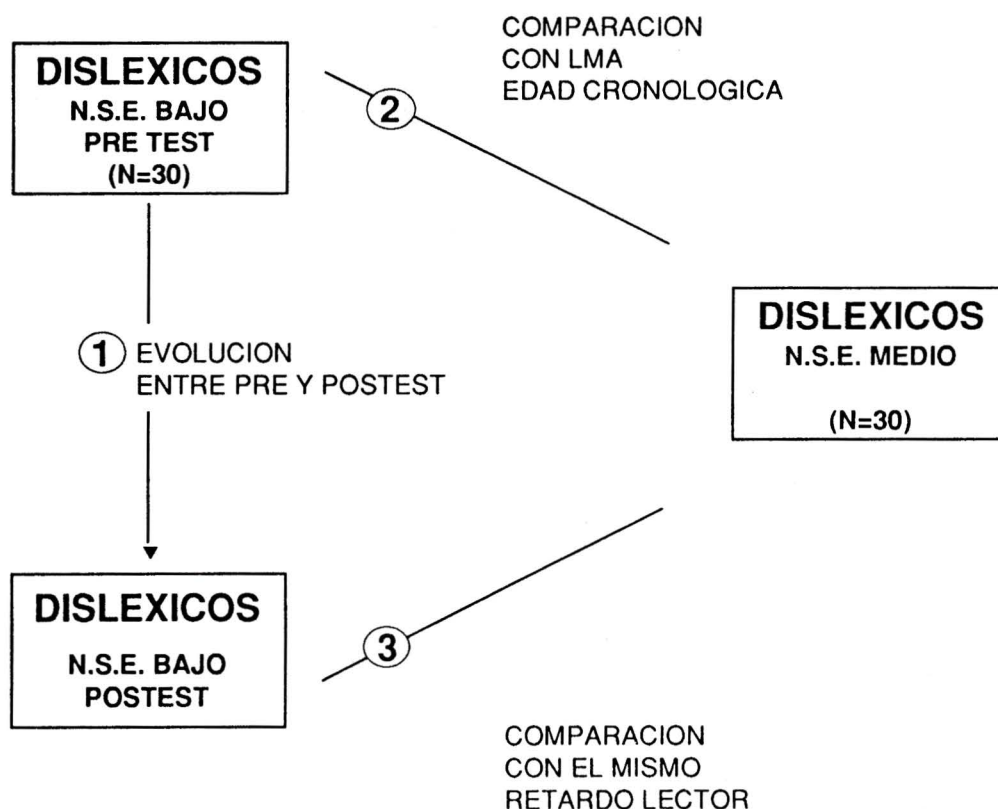 COMPARACION
CON LMA
EDAD CRONOLOGICA
DISLEXICOS
N.S.E. BAJO
PRE TEST
(N=30)
2
DISLEXICOS
N.S.E. MEDIO
(N=30)
1 EVOLUCION
ENTRE PRE Y POSTEST
DISLEXICOS
N.S.E. BAJO
POSTEST
3
COMPARACION
CON EL MISMO
RETARDO LECTOR